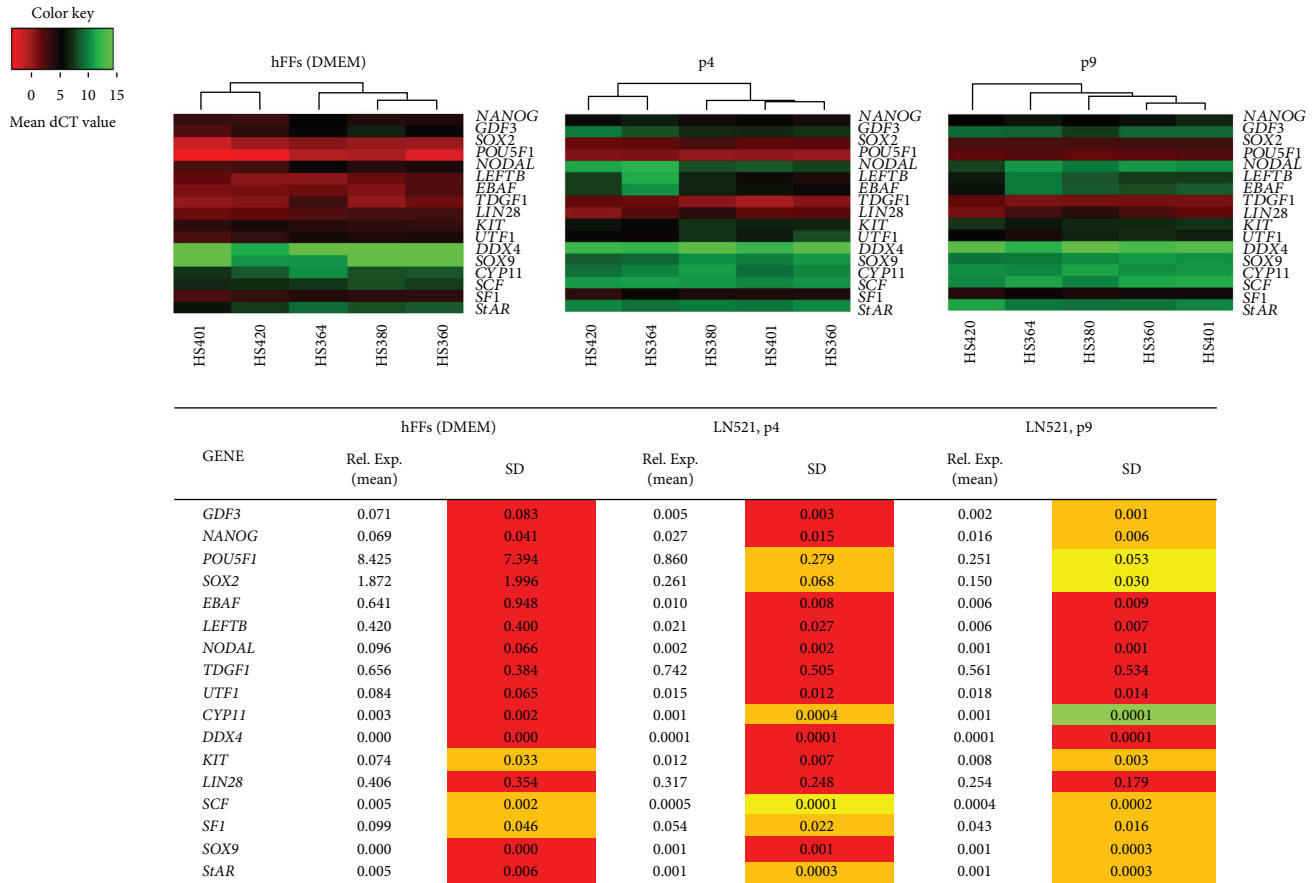 Color key
0 5 10 15
Mean dCT value
hFFs (DMEM)
NANOG
GDF3
SOX2
POU5F1
NODAL
LEFTB
EBAF
TDGF1
LIN28
KIT
UTF1
DDX4
SOX9
CYP11
SCF
SF1
StAR
HS401 HS420 HS364 HS380 HS360
p4
NANOG
GDF3
SOX2
POU5F1
NODAL
LEFTB
EBAF
TDGF1
LIN28
KIT
UTF1
DDX4
SOX9
CYP11
SCF
SF1
StAR
HS420 HS364 HS380 HS401 HS360
p9
NANOG
GDF3
SOX2
POU5F1
NODAL
LEFTB
EBAF
TDGF1
LIN28
KIT
UTF1
DDX4
SOX9
CYP11
SCF
SF1
StAR
HS420 HS364 HS380 HS360 HS401
hFFs (DMEM) LN521, p4 LN521, p9
GENE Rel. Exp. (mean) SD Rel. Exp. (mean) SD Rel. Exp. (mean) SD
GDF3 0.071 0.083 0.005 0.003 0.002 0.001
NANOG 0.069 0.041 0.027 0.015 0.016 0.006
POU5F1 8.425 7.394 0.860 0.279 0.251 0.053
SOX2 1.872 1.996 0.261 0.068 0.150 0.030
EBAF 0.641 0.948 0.010 0.008 0.006 0.009
LEFTB 0.420 0.400 0.021 0.027 0.006 0.007
NODAL 0.096 0.066 0.002 0.002 0.001 0.001
TDGF1 0.656 0.384 0.742 0.505 0.561 0.534
UTF1 0.084 0.065 0.015 0.012 0.018 0.014
CYP11 0.003 0.002 0.001 0.0004 0.001 0.0001
DDX4 0.000 0.000 0.0001 0.0001 0.0001 0.0001
KIT 0.074 0.033 0.012 0.007 0.008 0.003
LIN28 0.406 0.354 0.317 0.248 0.254 0.179
SCF 0.005 0.002 0.0005 0.0001 0.0004 0.0002
SF1 0.099 0.046 0.054 0.022 0.043 0.016
SOX9 0.000 0.000 0.001 0.001 0.001 0.0003
StAR 0.005 0.006 0.001 0.0003 0.001 0.0003